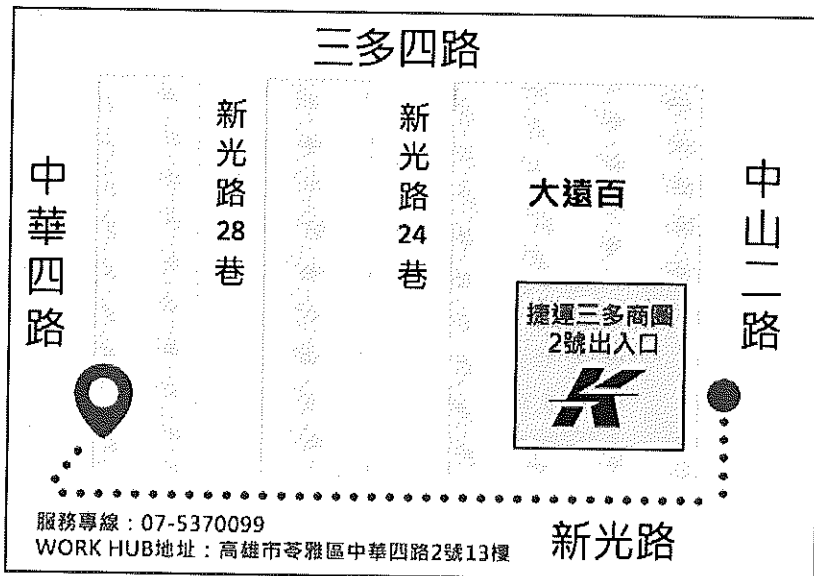 三多四路
中華四路
新光路28巷
新光路24巷
大遠百
中山二路
捷運三多商圈
2號出入口
服務專線：07-5370099
WORK HUB地址：高雄市苓雅區中華四路2號13樓
新光路